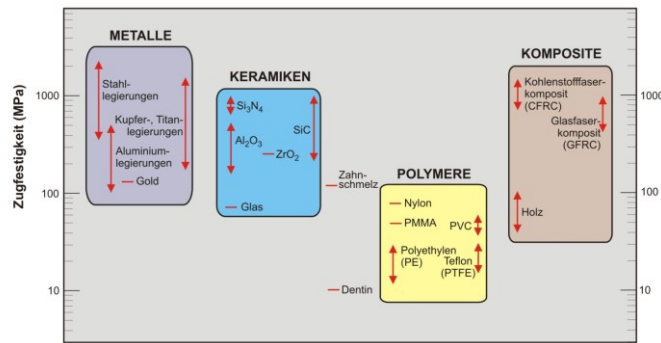 Zugfestigkeit (MPa)
1000
100
10
METALLE
Stahl-
legierungen
Kupfer-, Titan-
legierungen
Aluminium-
legierungen
Gold
KERAMIKEN
Si3N4
Al2O3
SiC
ZrO2
Glas
Zahn-
schmelz
Dentin
POLYMERE
Nylon
PMMA
PVC
Polyethylen
(PE)
Teflon
(PTFE)
KOMPOSITE
Kohlenstofffaser-
komposit
(CFRC)
Glasfaser-
komposit
(GFRC)
Holz
1000
100
10